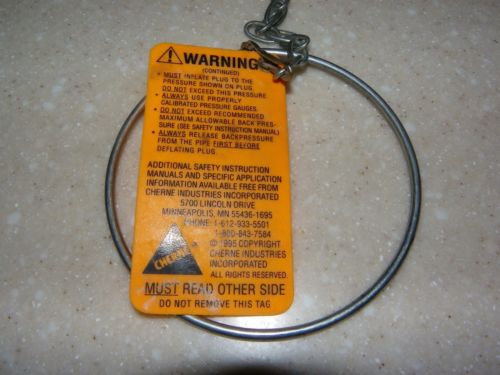 WARNING
(CONTINUED)
• MUST INFLATE PLUG TO THE
PRESSURE SHOWN ON PLUG.
DO NOT EXCEED THIS PRESSURE
• ALWAYS USE PROPERLY
CALIBRATED PRESSURE GAUGES.
• DO NOT EXCEED RECOMMENDED
MAXIMUM ALLOWABLE BACK PRES-
SURE (SEE SAFETY INSTRUCTION MANUAL)
• ALWAYS RELEASE BACKPRESSURE
FROM THE PIPE FIRST BEFORE
DEFLATING PLUG.
ADDITIONAL SAFETY INSTRUCTION
MANUALS AND SPECIFIC APPLICATION
INFORMATION AVAILABLE FREE FROM
CHERNE INDUSTRIES INCORPORATED
5700 LINCOLN DRIVE
MINNEAPOLIS, MN 55436-1695
PHONE: 1-612-933-5501
1-800-843-7584
© 1995 COPYRIGHT
CHERNE INDUSTRIES
INCORPORATED
ALL RIGHTS RESERVED.
CHERNE
MUST READ OTHER SIDE
DO NOT REMOVE THIS TAG